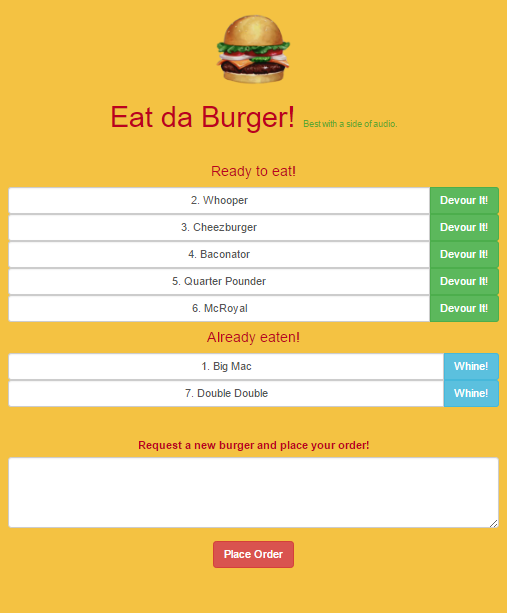 Eat da Burger! Best with a side of audio.
Ready to eat!
2. Whooper Devour It!
3. Cheezburger Devour It!
4. Baconator Devour It!
5. Quarter Pounder Devour It!
6. McRoyal Devour It!
Already eaten!
1. Big Mac Whine!
7. Double Double Whine!
Request a new burger and place your order!
Place Order